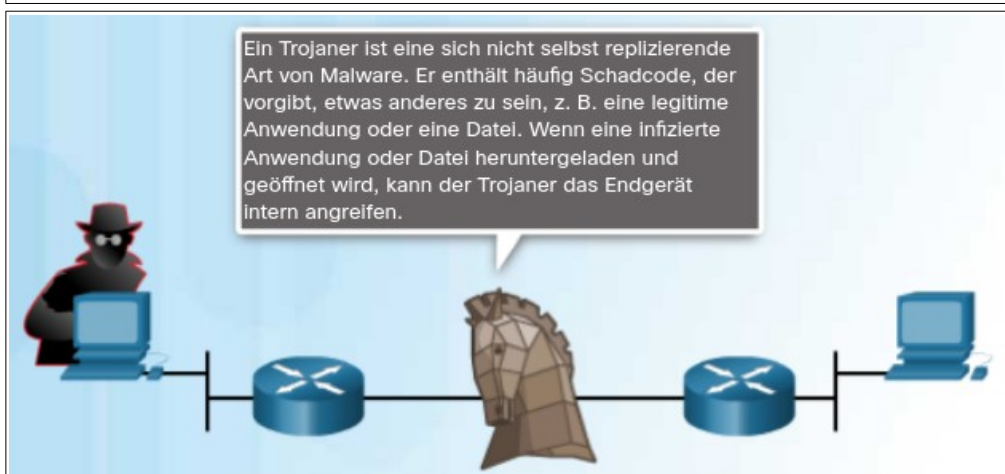 Ein Trojaner ist eine sich nicht selbst replizierende
Art von Malware. Er enthält häufig Schadcode, der
vorgibt, etwas anderes zu sein, z. B. eine legitime
Anwendung oder eine Datei. Wenn eine infizierte
Anwendung oder Datei heruntergeladen und
geöffnet wird, kann der Trojaner das Endgerät
intern angreifen.